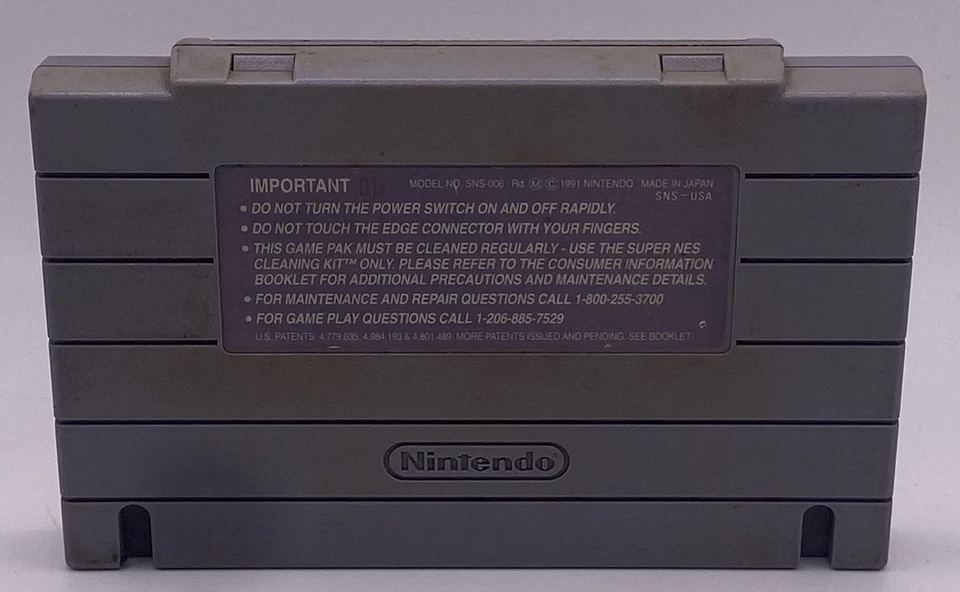 IMPORTANT MODEL NO. SNS-006 Rd Ⓜ Ⓒ 1991 NINTENDO MADE IN JAPAN
SNS-USA
• DO NOT TURN THE POWER SWITCH ON AND OFF RAPIDLY.
• DO NOT TOUCH THE EDGE CONNECTOR WITH YOUR FINGERS.
• THIS GAME PAK MUST BE CLEANED REGULARLY - USE THE SUPER NES
CLEANING KIT™ ONLY. PLEASE REFER TO THE CONSUMER INFORMATION
BOOKLET FOR ADDITIONAL PRECAUTIONS AND MAINTENANCE DETAILS.
• FOR MAINTENANCE AND REPAIR QUESTIONS CALL 1-800-255-3700
• FOR GAME PLAY QUESTIONS CALL 1-206-885-7529
U.S. PATENTS: 4,779,635; 4,984,193 & 4,801,489. MORE PATENTS ISSUED AND PENDING. SEE BOOKLET.
Nintendo®